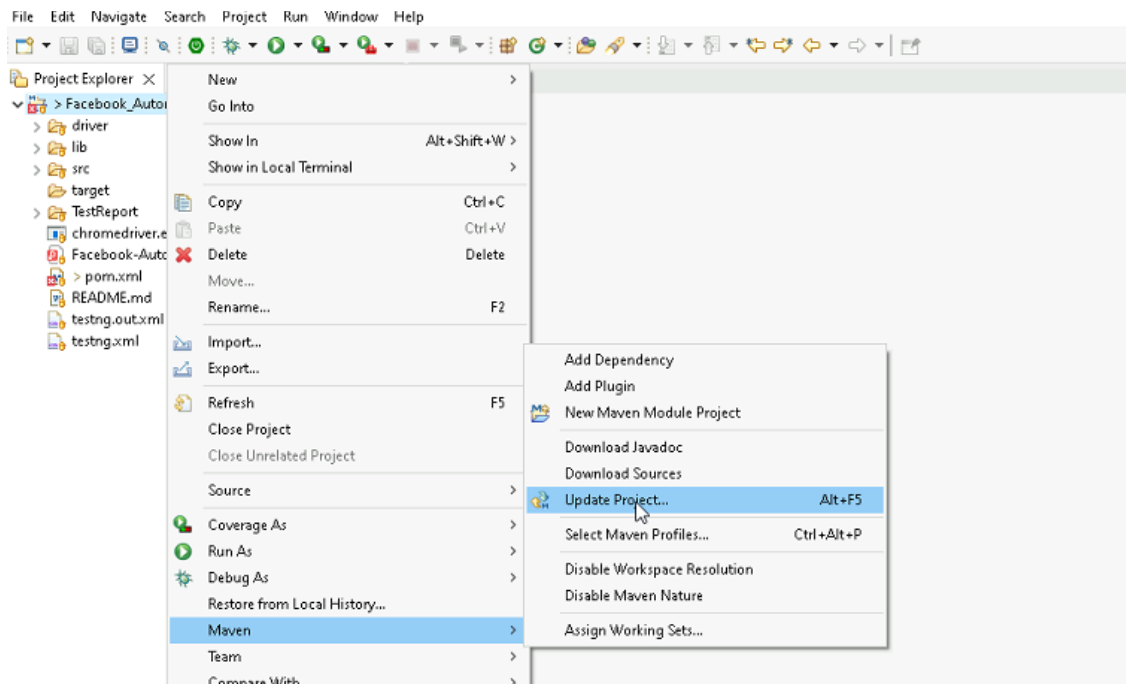 File Edit Navigate Search Project Run Window Help
Project Explorer
> Facebook_Autor
driver
lib
src
target
TestReport
chromedriver.e
Facebook-Auto
> pom.xml
README.md
testng.out.xml
testng.xml
New
Go Into
Show In Alt+Shift+W >
Show in Local Terminal
Copy Ctrl+C
Paste Ctrl+V
Delete Delete
Move...
Rename... F2
Import...
Export...
Refresh F5
Close Project
Close Unrelated Project
Source
Coverage As
Run As
Debug As
Restore from Local History...
Maven
Team
Compare With
Add Dependency
Add Plugin
New Maven Module Project
Download Javadoc
Download Sources
Update Project... Alt+F5
Select Maven Profiles... Ctrl+Alt+P
Disable Workspace Resolution
Disable Maven Nature
Assign Working Sets...